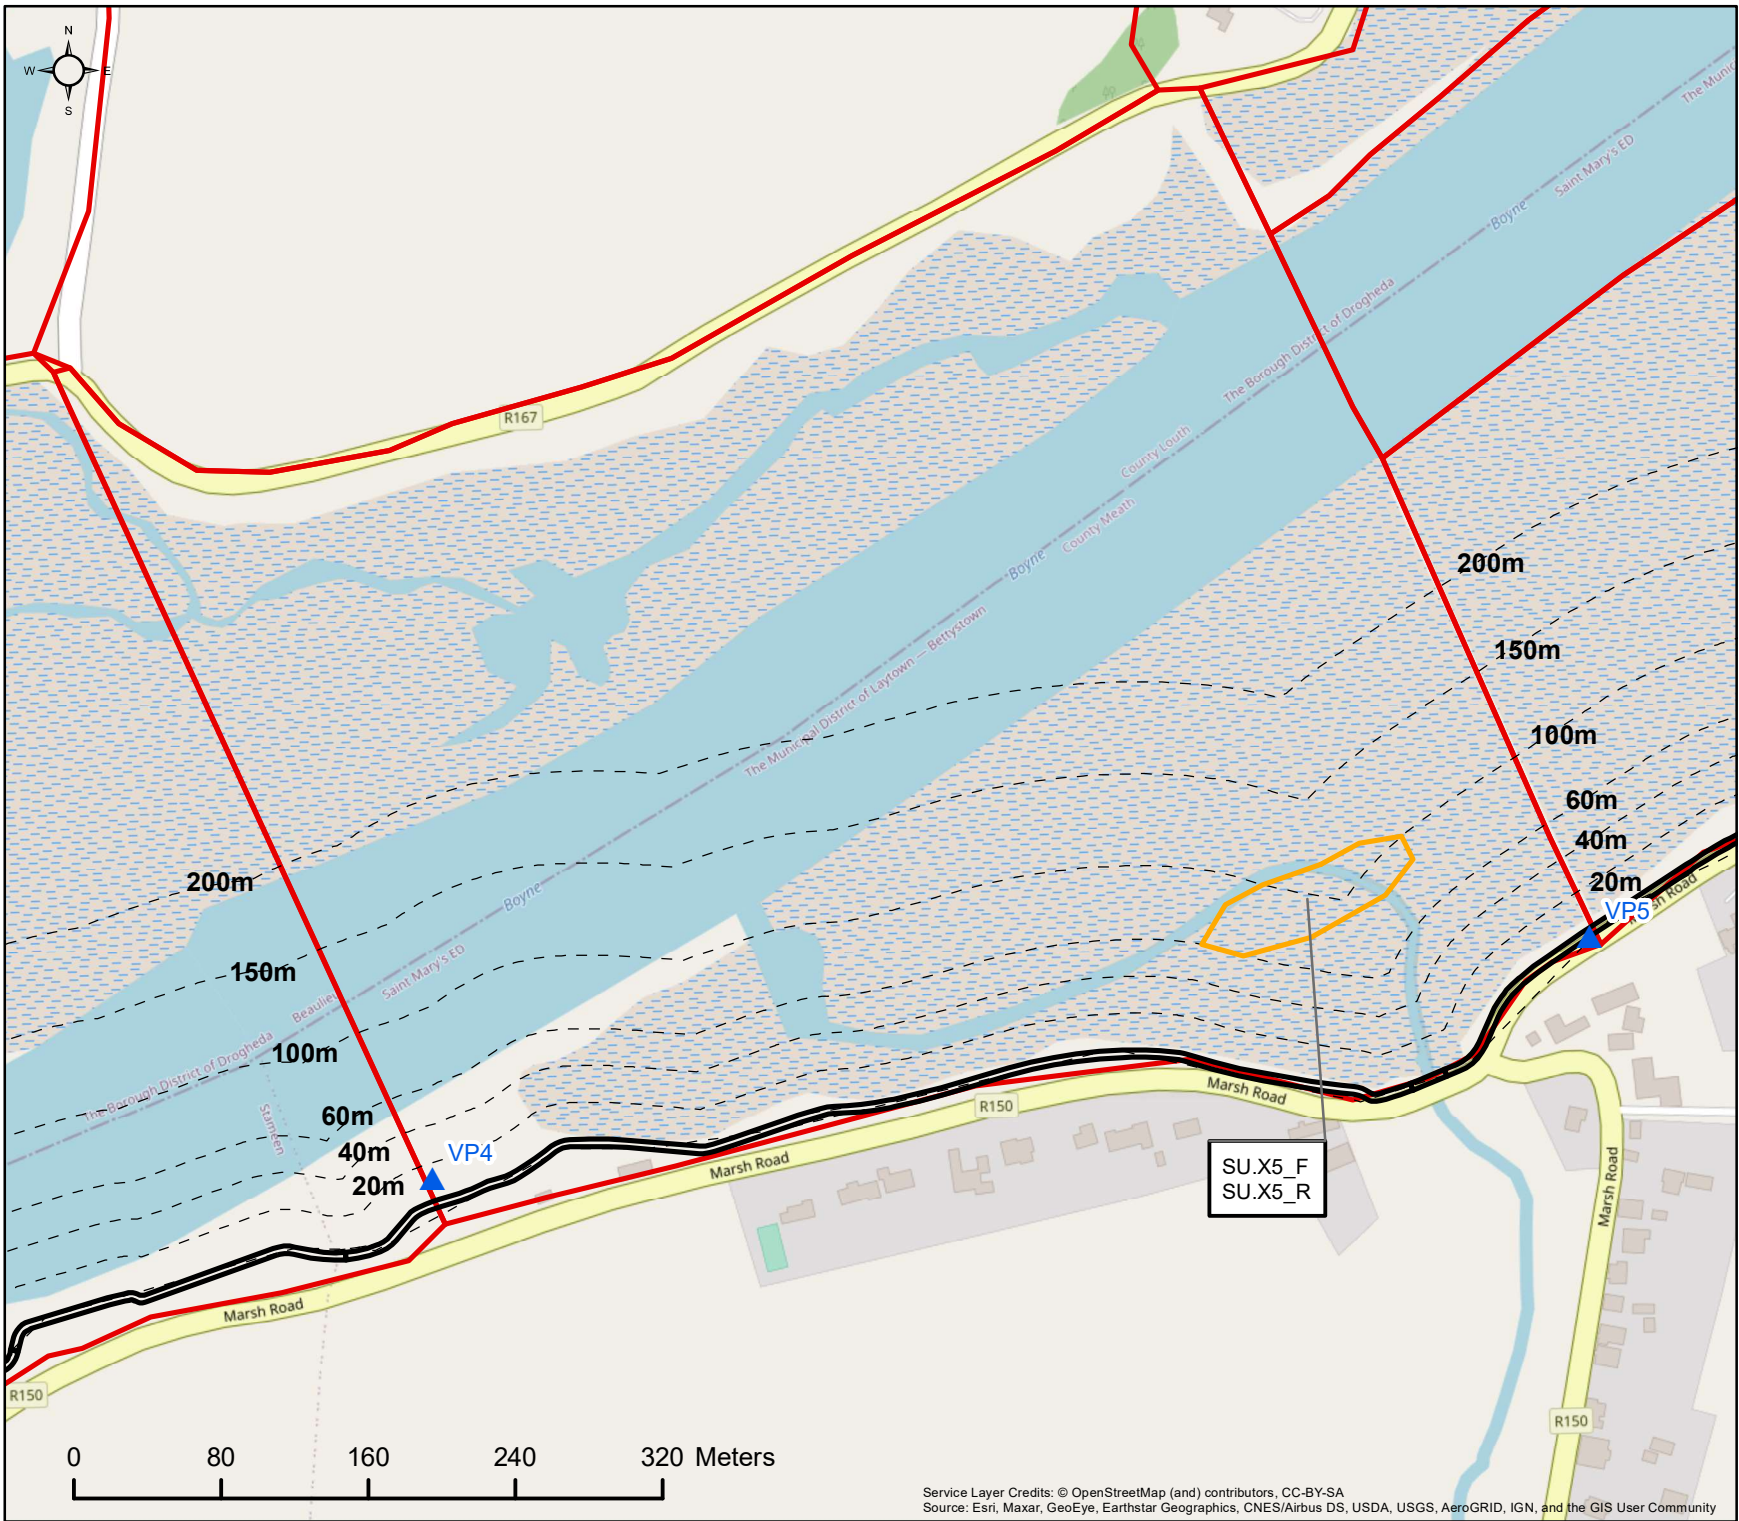 N
W E
S
The Munic
Saint Mary's ED
Boyne
The Borough District of Drogheda
R167
County Louth
County Meath
Boyne
200m
The Municipal District of Laytown — Bettystown
150m
100m
60m
40m
20m
VP5
sh Road
200m
Boyne
Saint Mary's ED
150m
Beaulieu
100m
The Borough District of Drogheda
60m
Stameen
40m
VP4
20m
Marsh Road
R150
Marsh Road
SU.X5_F
SU.X5_R
Marsh Road
Marsh Road
R150
R150
0 80 160 240 320 Meters
Service Layer Credits: © OpenStreetMap (and) contributors, CC-BY-SA
Source: Esri, Maxar, GeoEye, Earthstar Geographics, CNES/Airbus DS, USDA, USGS, AeroGRID, IGN, and the GIS User Community